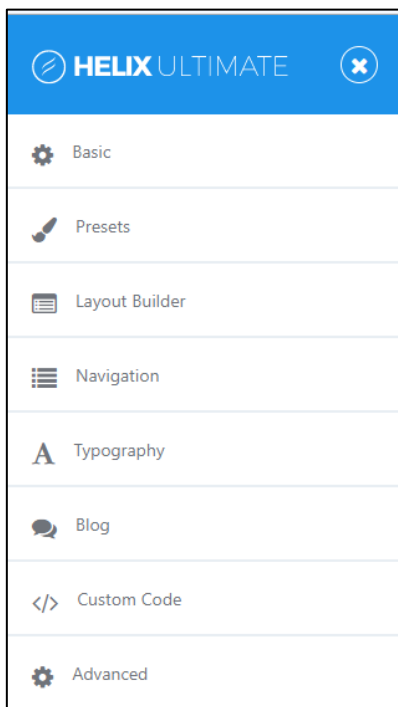 HELIX ULTIMATE
Basic
Presets
Layout Builder
Navigation
Typography
Blog
Custom Code
Advanced